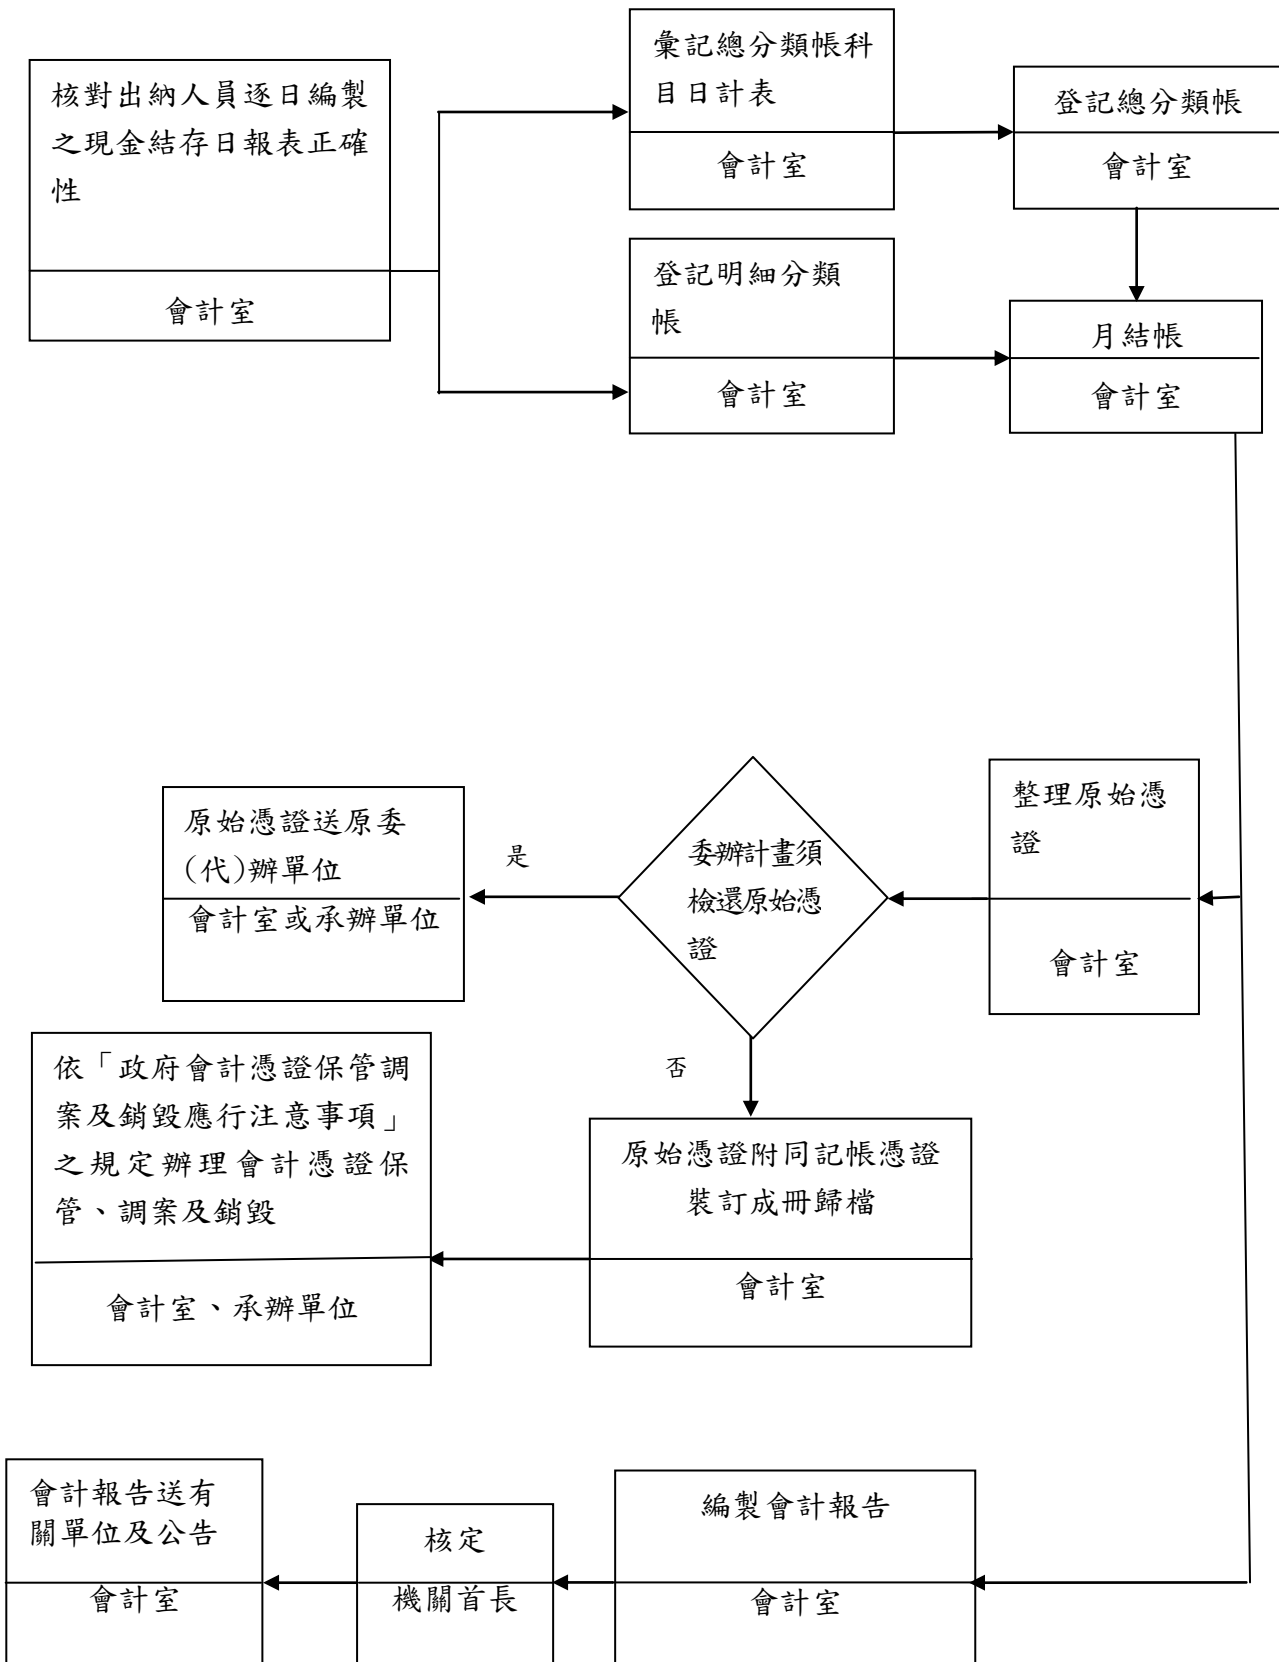 核對出納人員逐日編製
之現金結存日報表正確
性
會計室
彙記總分類帳科
目日計表
會計室
登記總分類帳
會計室
登記明細分類
帳
會計室
月結帳
會計室
整理原始憑
證
會計室
委辦計畫須
檢還原始憑
證
是
原始憑證送原委
(代)辦單位
會計室或承辦單位
否
原始憑證附同記帳憑證
裝訂成冊歸檔
會計室
依「政府會計憑證保管調
案及銷毀應行注意事項」
之規定辦理會計憑證保
管、調案及銷毀
會計室、承辦單位
編製會計報告
會計室
核定
機關首長
會計報告送有
關單位及公告
會計室